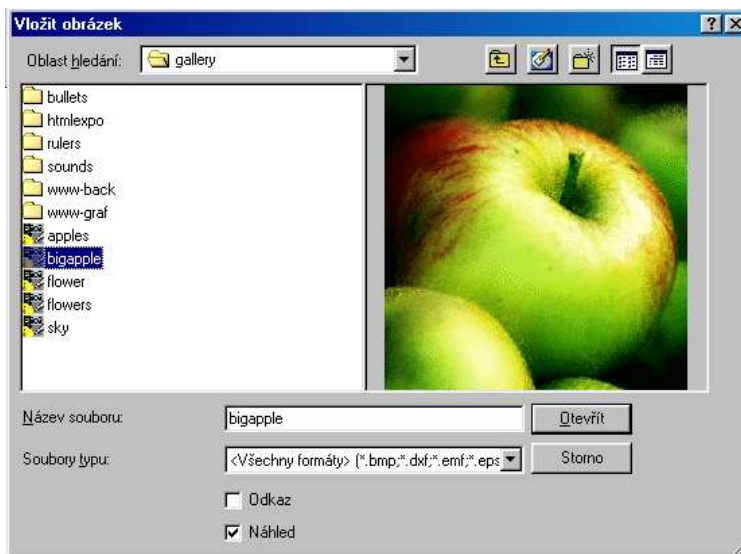 Vložit obrázek
Oblast hledání: gallery
bullets
htmlexpo
rulers
sounds
www-back
www-graf
apples
bigapple
flower
flowers
sky
Název souboru: bigapple Otevřít
Soubory typu: <Všechny formáty> (*.bmp;*.dxf;*.emf;*.eps Storno
Odkaz
Náhled